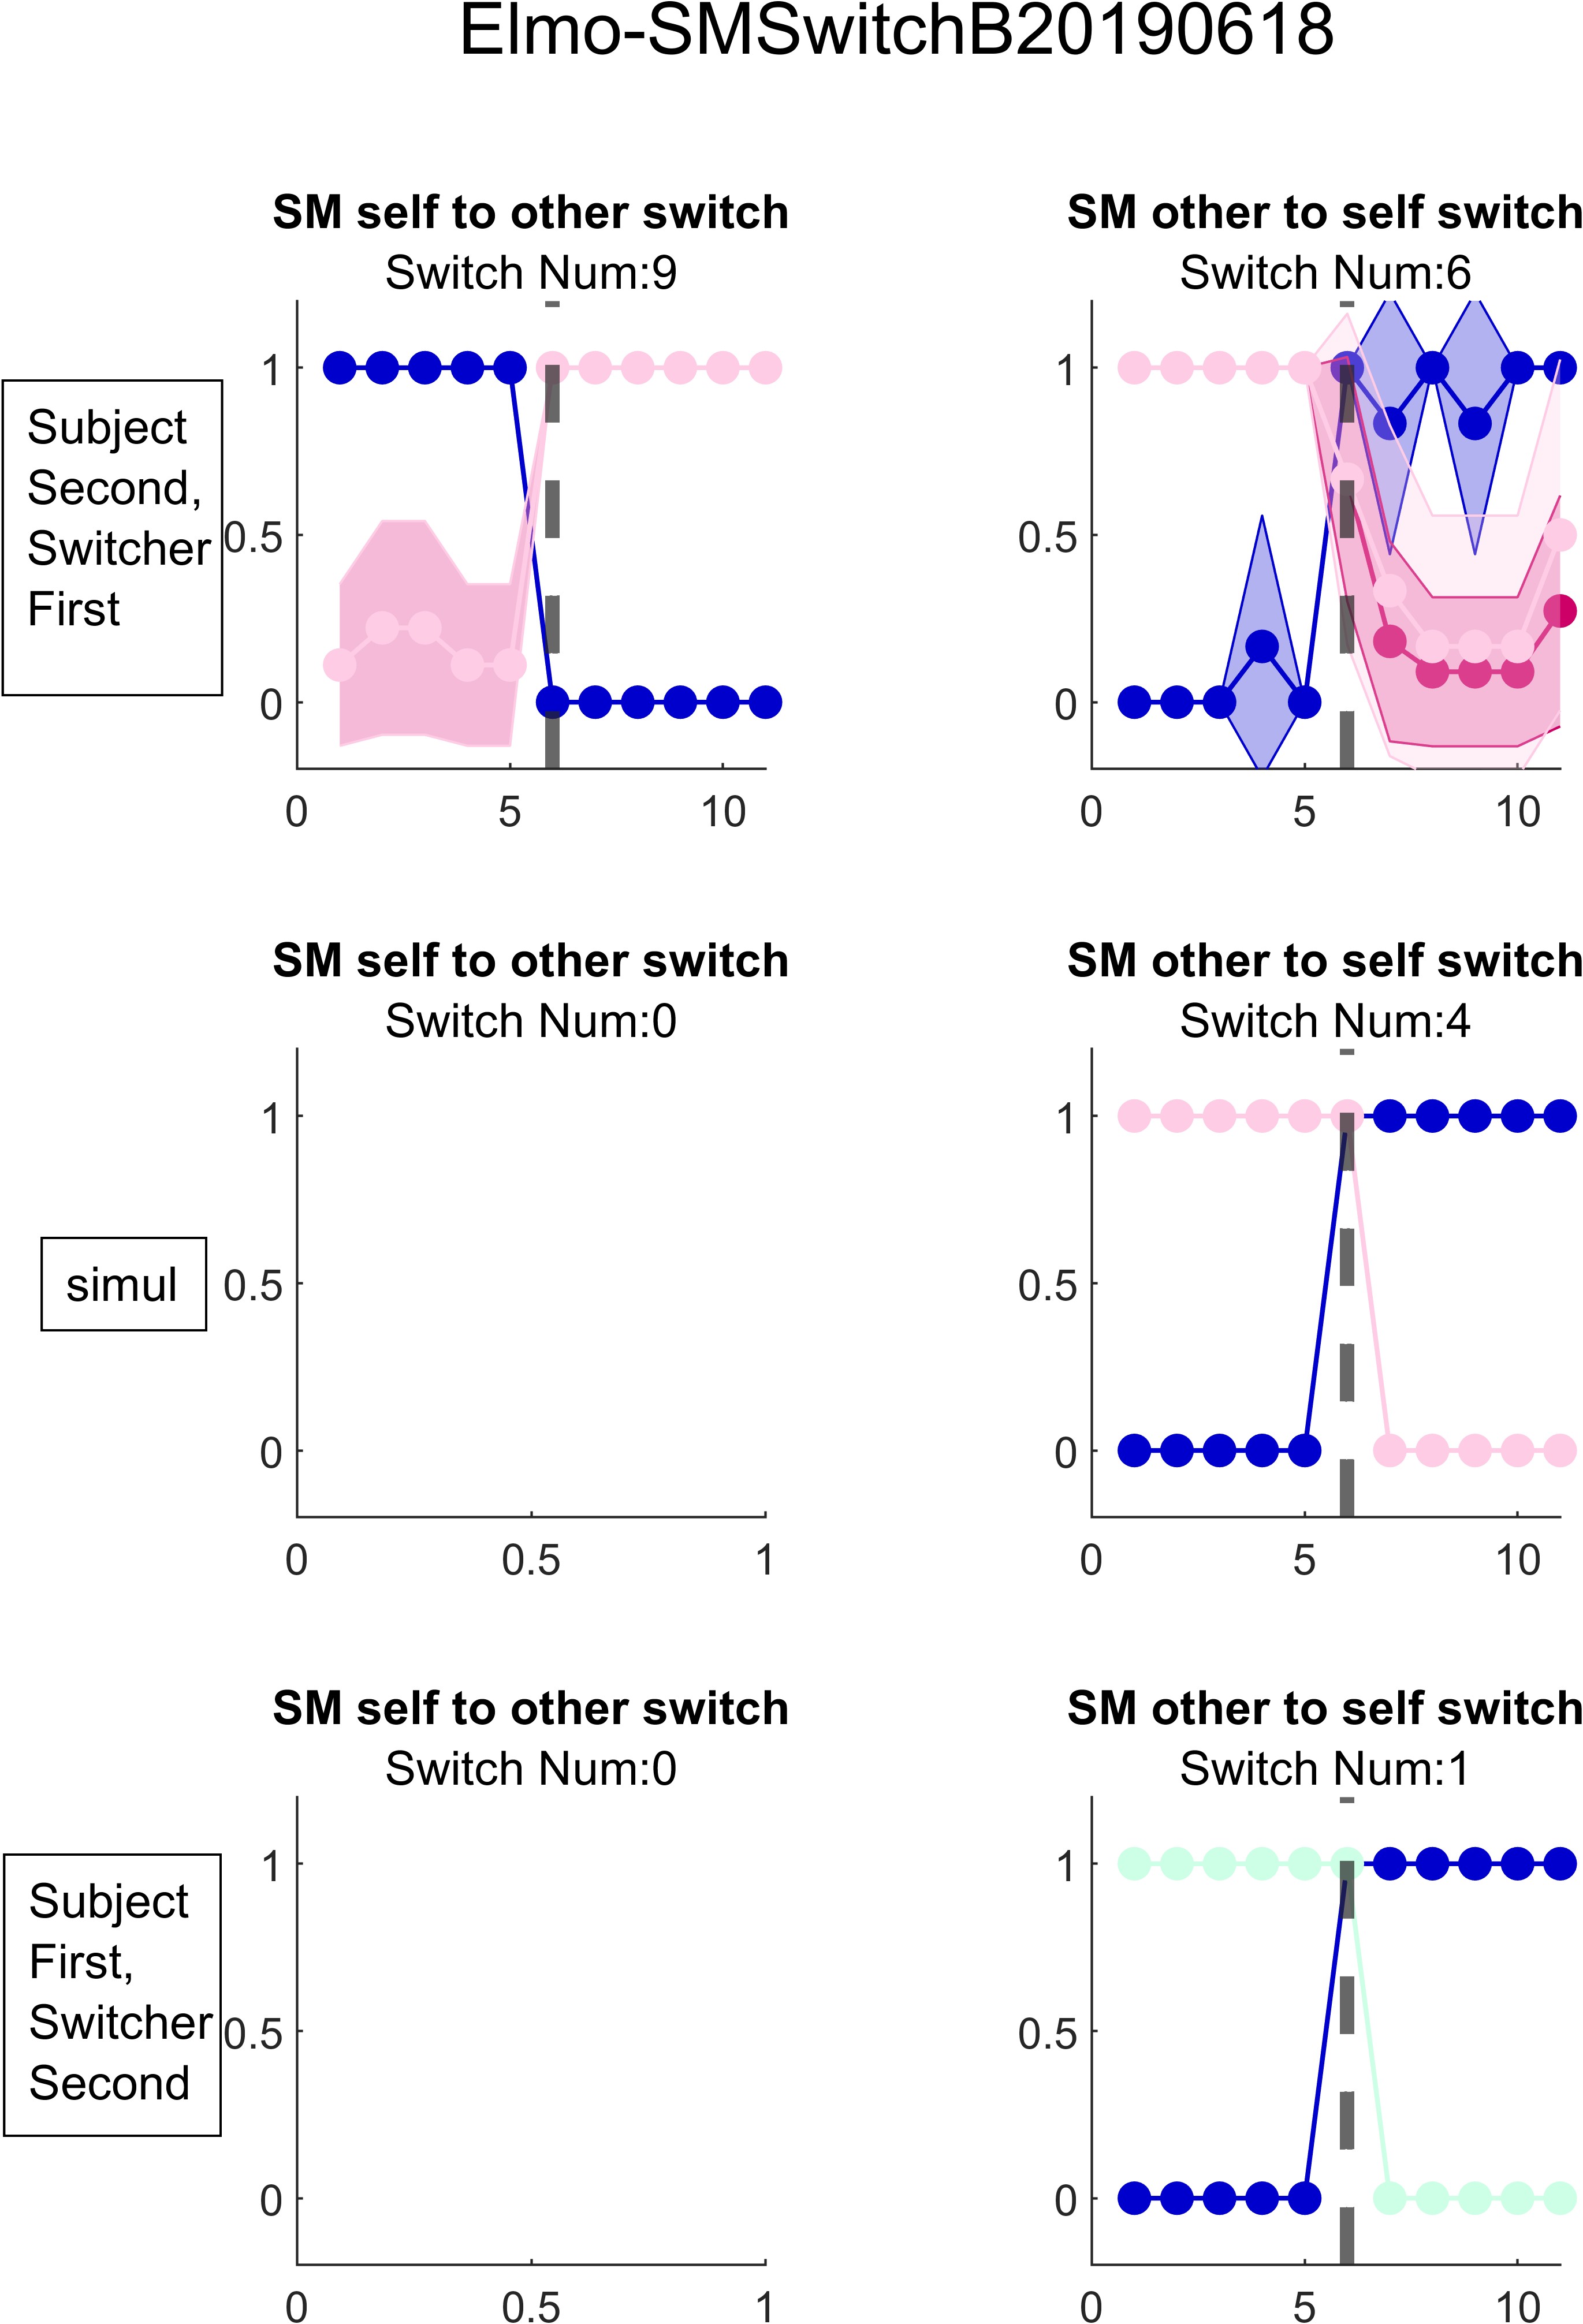 Elmo-SMSwitchB20190618
SM self to other switch
Switch Num:9
SM other to self switch
Switch Num:6
Subject
Second,
Switcher
First
1
0.5
0
0
5
10
1
0.5
0
0
5
10
SM self to other switch
Switch Num:0
SM other to self switch
Switch Num:4
simul
1
0.5
0
0
0.5
1
1
0.5
0
0
5
10
SM self to other switch
Switch Num:0
SM other to self switch
Switch Num:1
Subject
First,
Switcher
Second
1
0.5
0
0
0.5
1
1
0.5
0
0
5
10